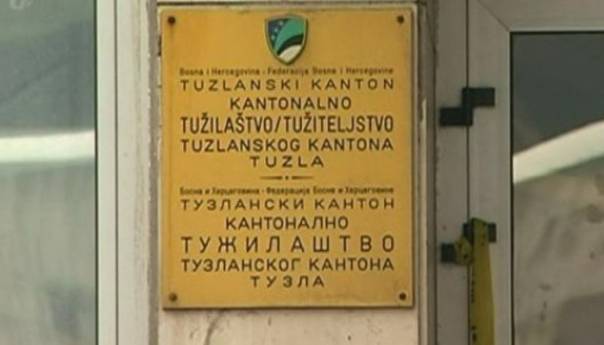 Bosna i Hercegovina - Federacija Bosne i Hercegovine
TUZLANSKI KANTON
KANTONALNO
TUŽILAŠTVO/TUŽITELJSTVO
TUZLANSKOG KANTONA
TUZLA
Босна и Херцеговина - Федерација Босне и Херцеговине
ТУЗЛАНСКИ КАНТОН
КАНТОНАЛНО
ТУЖИЛАШТВО
ТУЗЛАНСКОГ КАНТОНА
ТУЗЛА